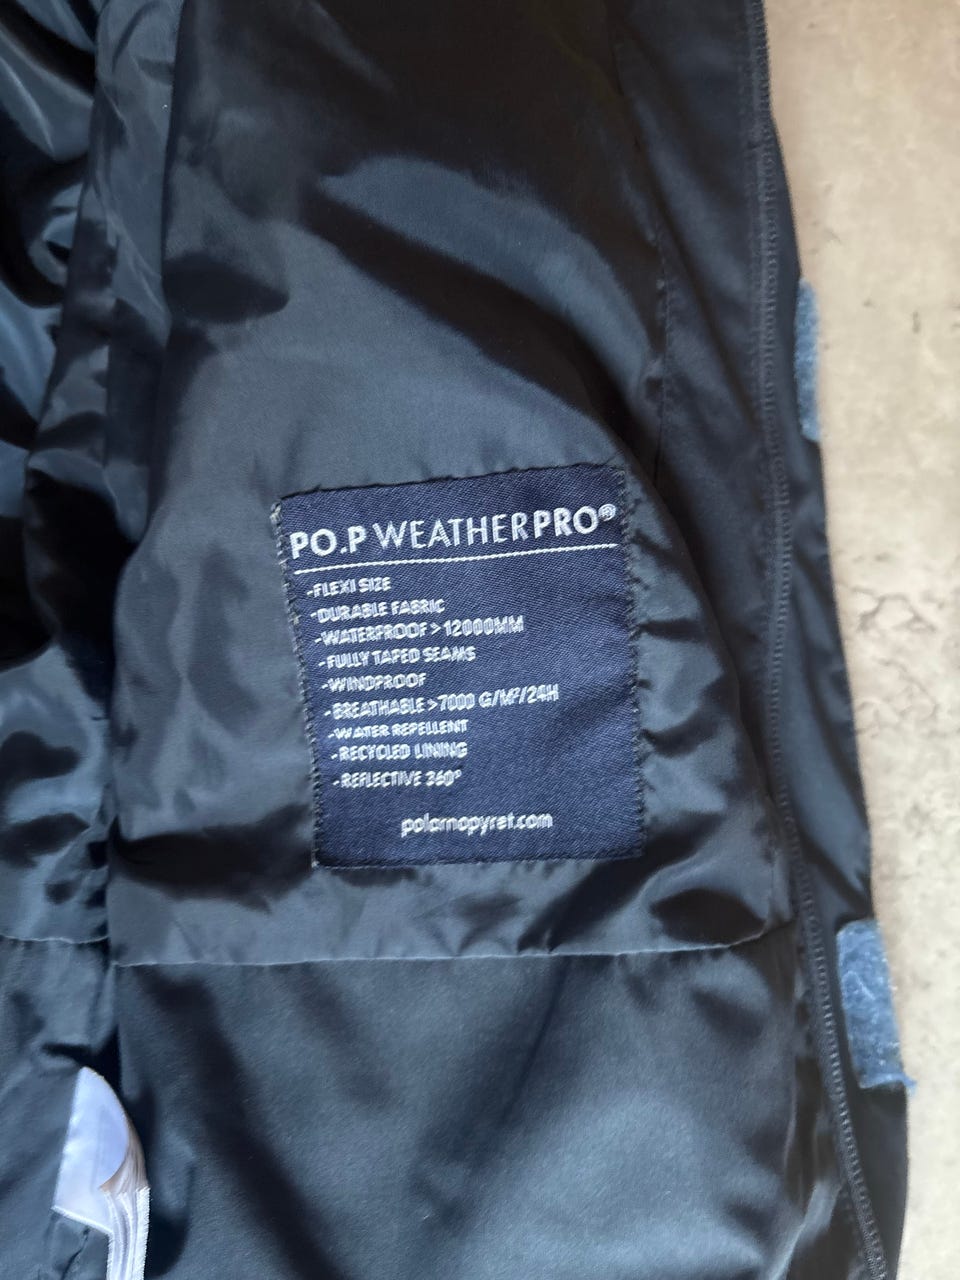 PO.P WEATHERPRO®
-FLEXI SIZE
-DURABLE FABRIC
-WATERPROOF > 12000MM
-FULLY TAPED SEAMS
-WINDPROOF
-BREATHABLE >7000 G/M²/24H
-WATER REPELLENT
-RECYCLED LINING
-REFLECTIVE 360°
polarnopyret.com